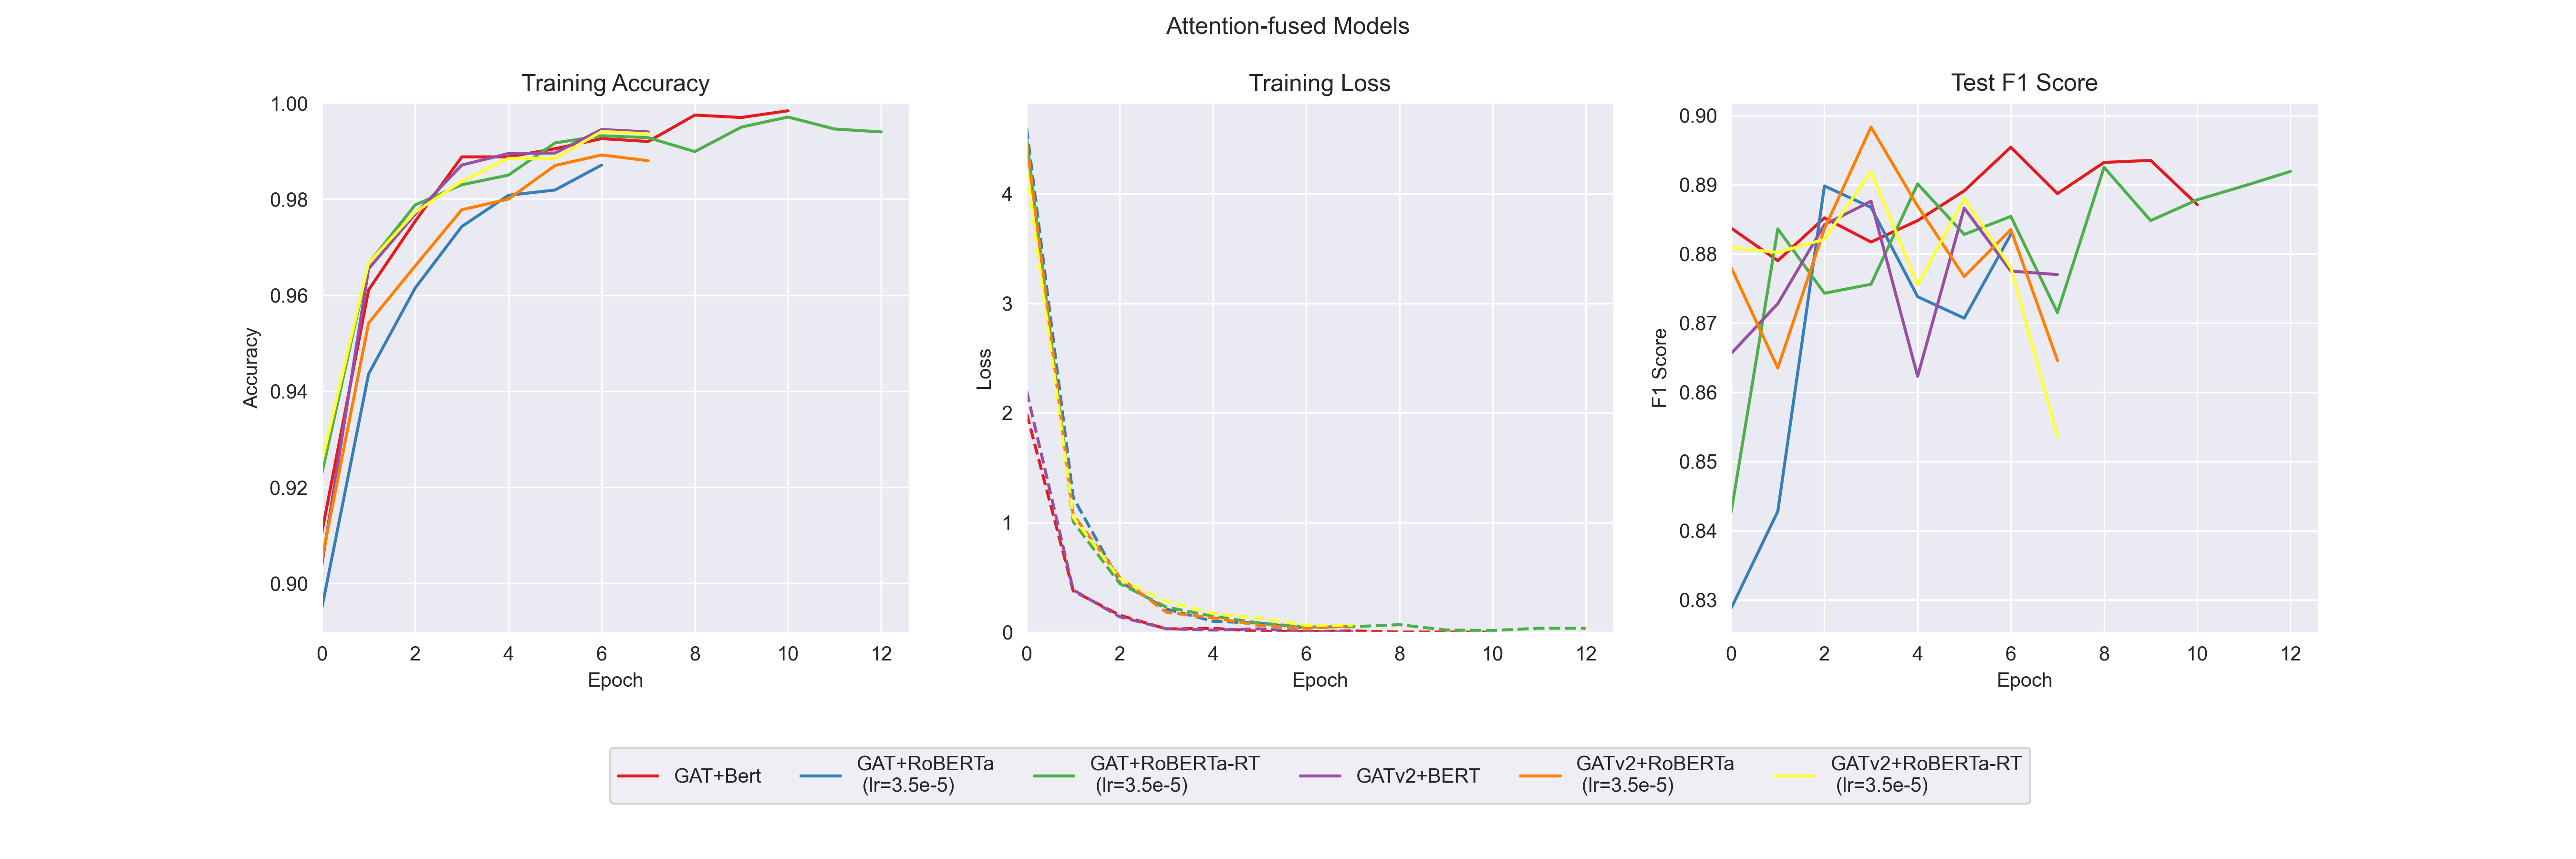 Attention-fused Models
Training Accuracy
1.00
0.98
0.96
0.94
0.92
0.90
Accuracy
0 2 4 6 8 10 12
Epoch
Training Loss
4
3
2
1
0
Loss
0 2 4 6 8 10 12
Epoch
Test F1 Score
0.90
0.89
0.88
0.87
0.86
0.85
0.84
0.83
F1 Score
0 2 4 6 8 10 12
Epoch
GAT+Bert
GAT+RoBERTa
(lr=3.5e-5)
GAT+RoBERTa-RT
(lr=3.5e-5)
GATv2+BERT
GATv2+RoBERTa
(lr=3.5e-5)
GATv2+RoBERTa-RT
(lr=3.5e-5)